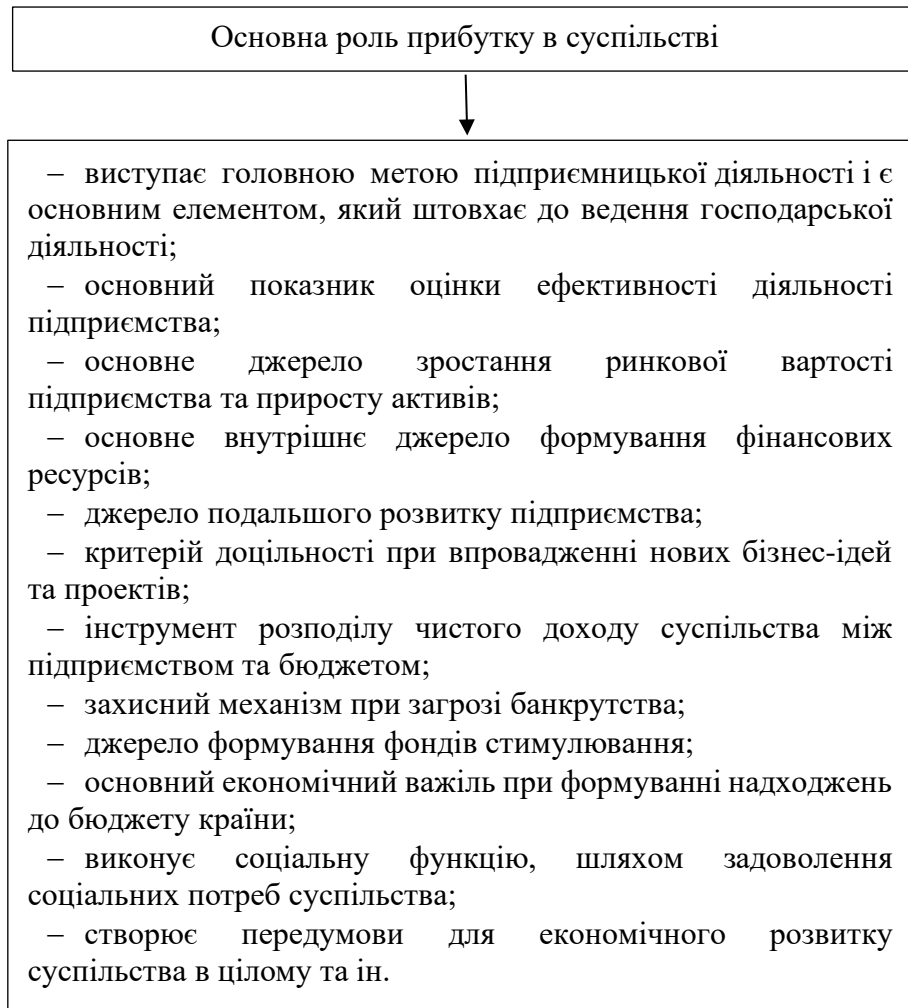 Основна роль прибутку в суспільстві
– виступає головною метою підприємницької діяльності і є
основним елементом, який штовхає до ведення господарської
діяльності;
– основний показник оцінки ефективності діяльності
підприємства;
– основне джерело зростання ринкової вартості
підприємства та приросту активів;
– основне внутрішнє джерело формування фінансових
ресурсів;
– джерело подальшого розвитку підприємства;
– критерій доцільності при впровадженні нових бізнес-ідей
та проектів;
– інструмент розподілу чистого доходу суспільства між
підприємством та бюджетом;
– захисний механізм при загрозі банкрутства;
– джерело формування фондів стимулювання;
– основний економічний важіль при формуванні надходжень
до бюджету країни;
– виконує соціальну функцію, шляхом задоволення
соціальних потреб суспільства;
– створює передумови для економічного розвитку
суспільства в цілому та ін.